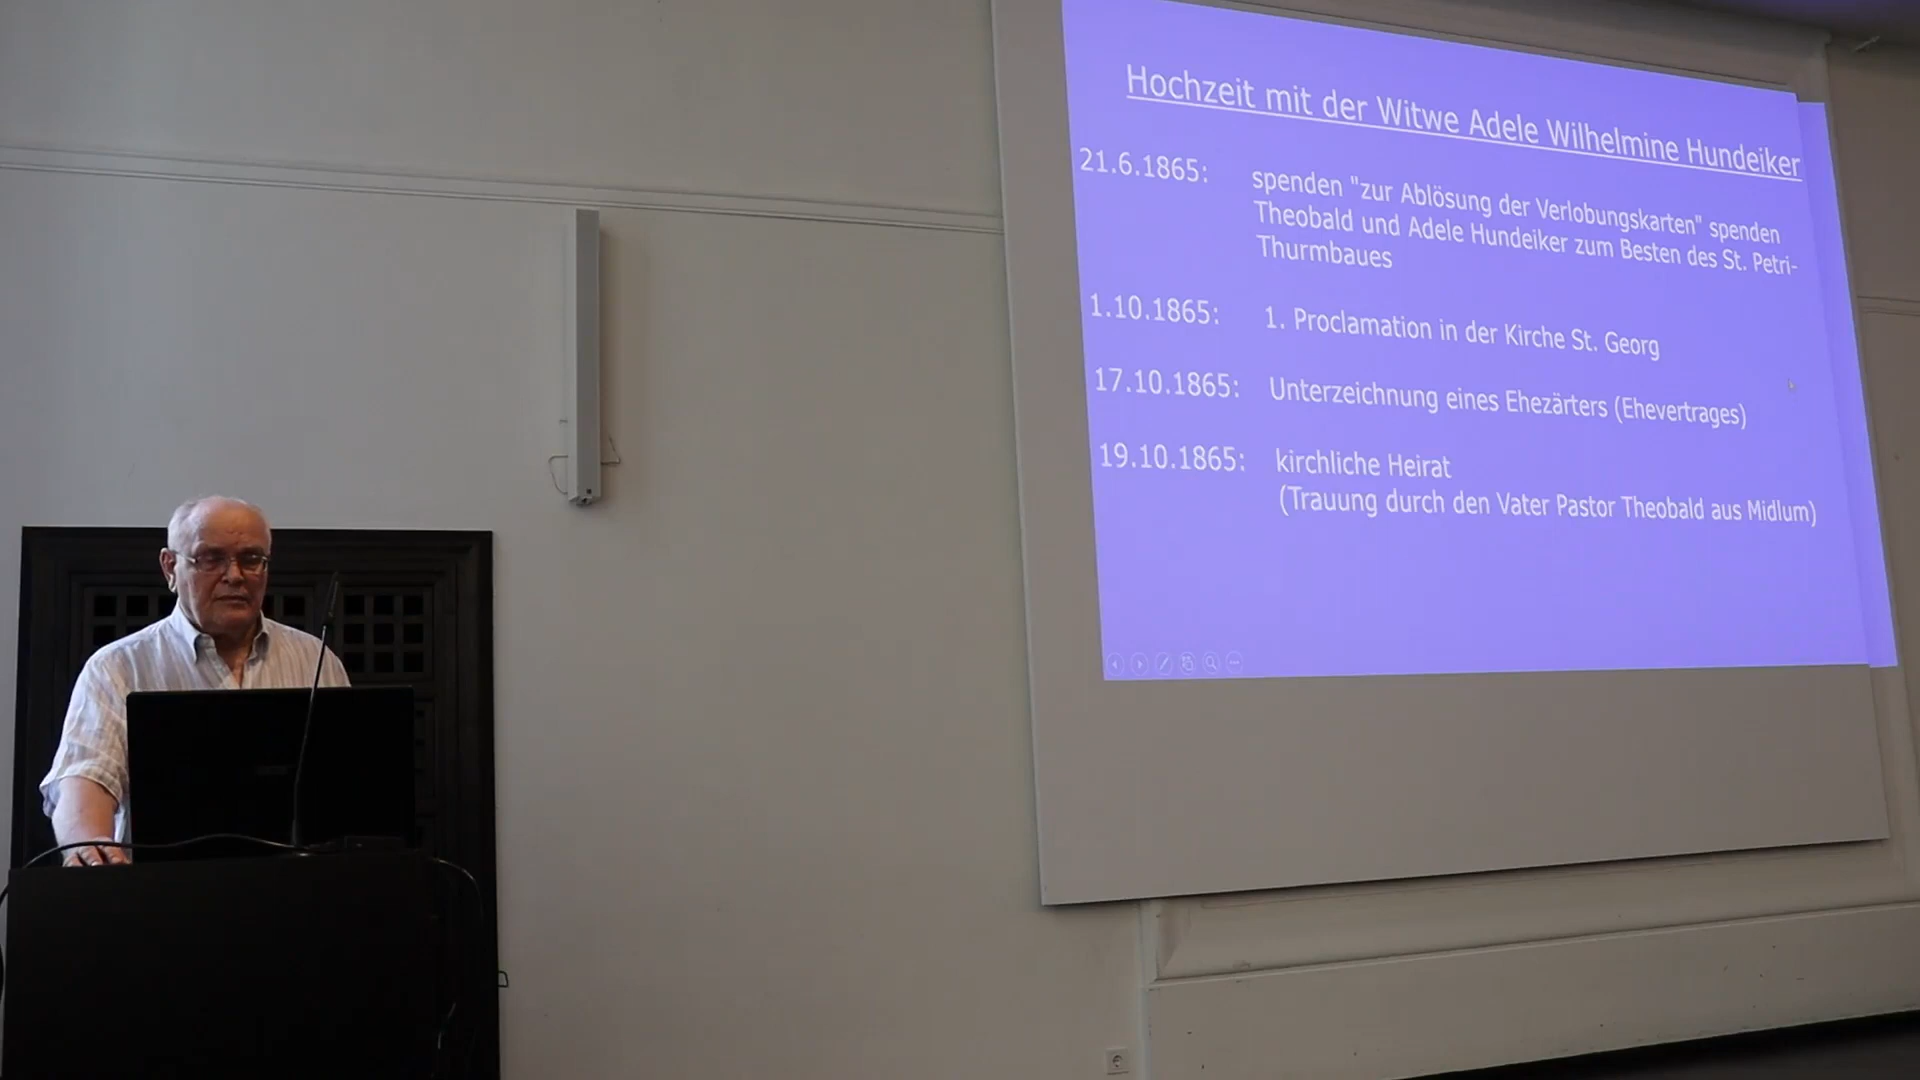 Hochzeit mit der Witwe Adele Wilhelmine Hundeiker
21.6.1865: spenden "zur Ablösung der Verlobungskarten" spenden
Theobald und Adele Hundeiker zum Besten des St. Petri-
Thurmbaues
1.10.1865: 1. Proclamation in der Kirche St. Georg
17.10.1865: Unterzeichnung eines Ehezärters (Ehevertrages)
19.10.1865: kirchliche Heirat
(Trauung durch den Vater Pastor Theobald aus Midlum)